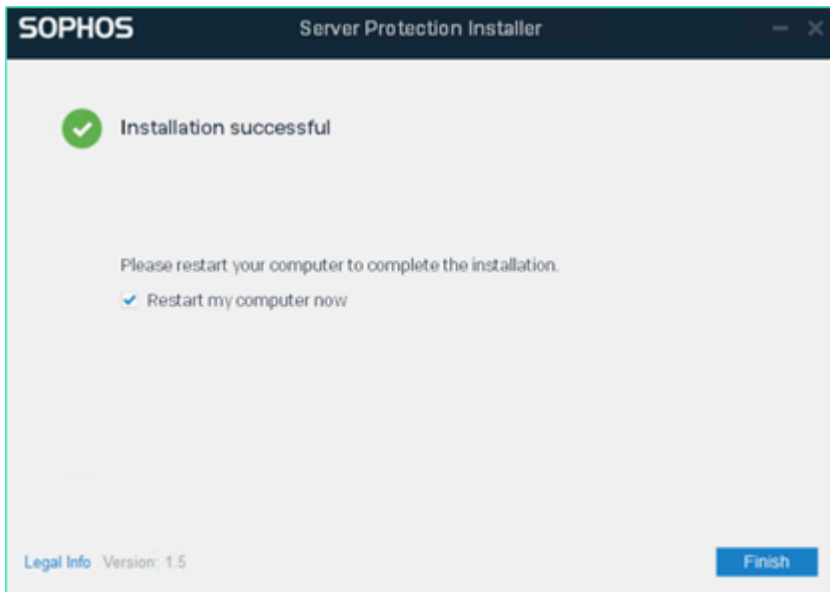 SOPHOS Server Protection Installer
Installation successful
Please restart your computer to complete the installation.
Restart my computer now
Legal Info Version: 1.5
Finish